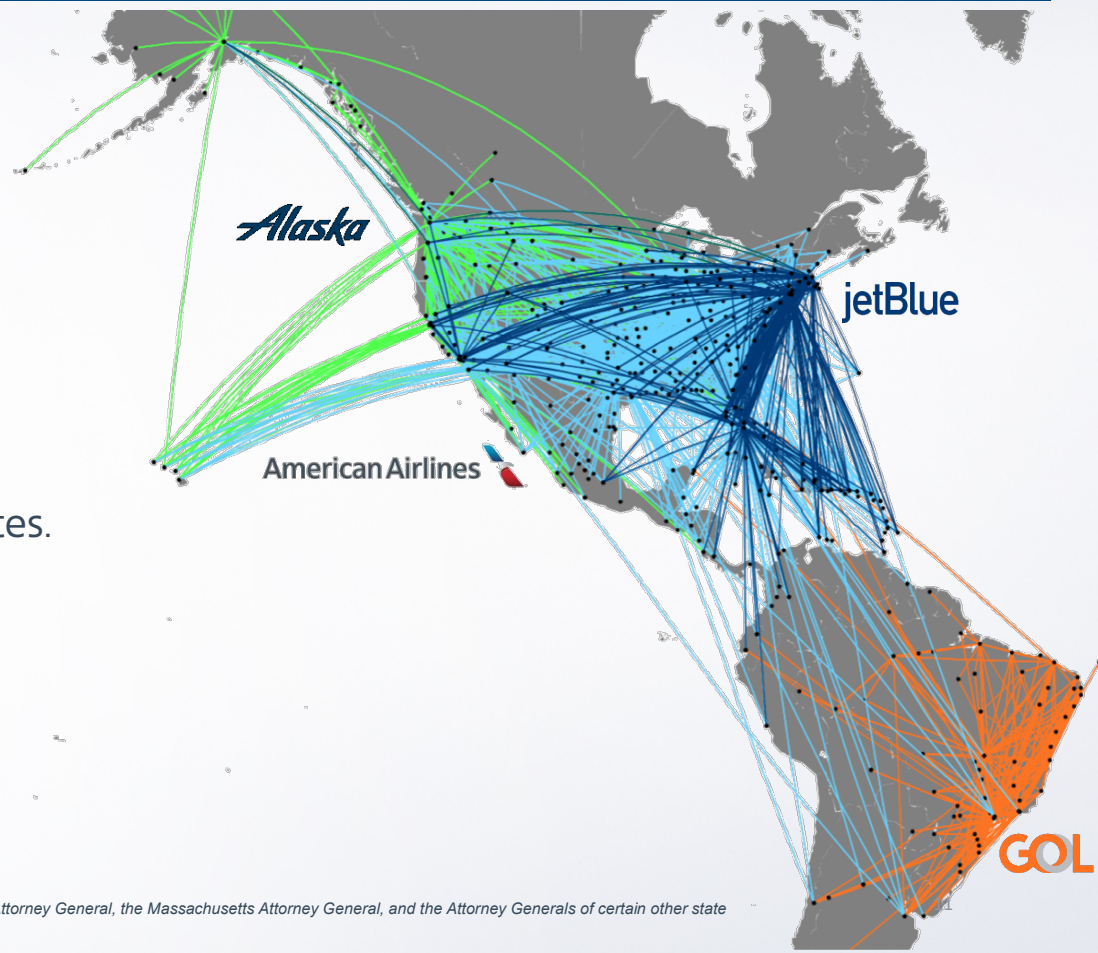 Alaska
jetBlue
American Airlines
tes.
GOL
ttorney General, the Massachusetts Attorney General, and the Attorney Generals of certain other state